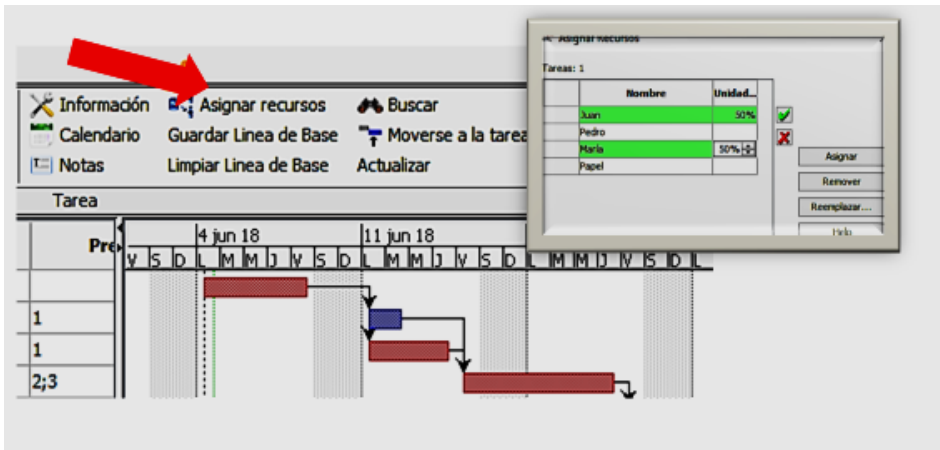 Información
Asignar recursos
Buscar
Calendario
Guardar Linea de Base
Moverse a la tarea
Notas
Limpiar Linea de Base
Actualizar
Tarea
Asignar Recursos
Tareas: 1
Nombre
Unidad...
Juan
50%
Pedro
María
50%
Papel
Asignar
Remover
Reemplazar....
Help
Pre
4 jun 18
11 jun 18
V S D L M M J V S D L M M J V S D L M M J V S D L
1
1
2;3